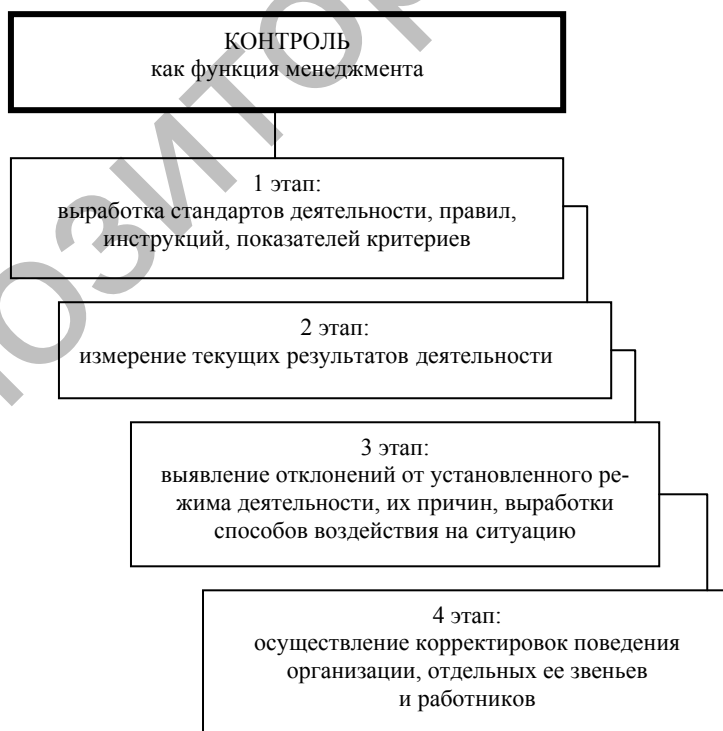 КОНТРОЛЬ
как функция менеджмента
1 этап:
выработка стандартов деятельности, правил,
инструкций, показателей критериев
2 этап:
измерение текущих результатов деятельности
3 этап:
выявление отклонений от установленного ре-
жима деятельности, их причин, выработки
способов воздействия на ситуацию
4 этап:
осуществление корректировок поведения
организации, отдельных ее звеньев
и работников